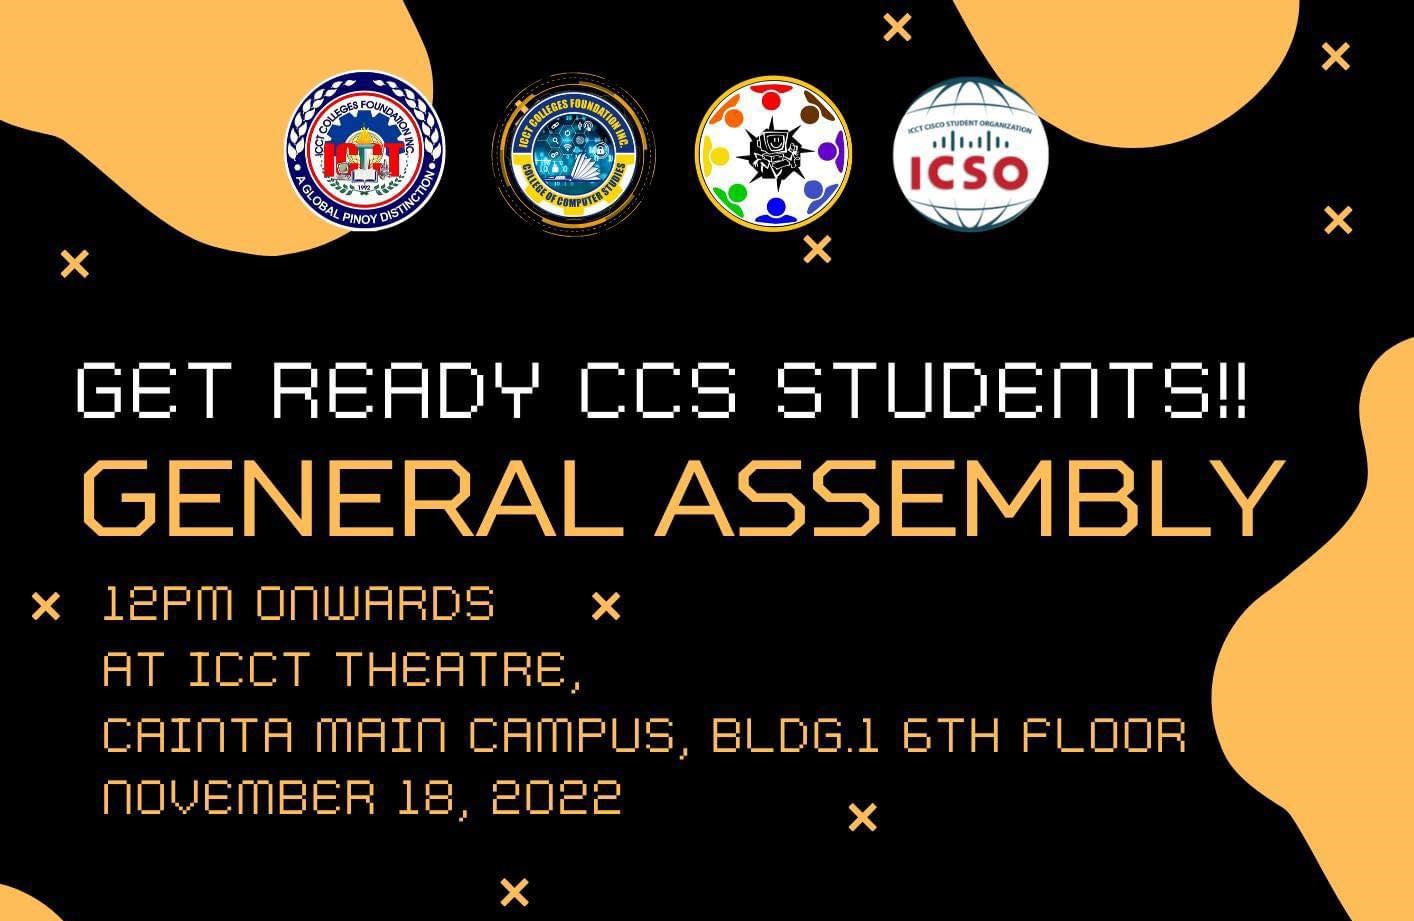 ICCT COLLEGES FOUNDATION INC.
ICCT
1992
A GLOBAL PINOY DISTINCTION
ICCT COLLEGES FOUNDATION INC.
COLLEGE OF COMPUTER STUDIES
ICCT CISCO STUDENT ORGANIZATION
ICSO
GET READY CCS STUDENTS!!
GENERAL ASSEMBLY
12PM ONWARDS
AT ICCT THEATRE,
CAINTA MAIN CAMPUS, BLDG.1 6TH FLOOR
NOVEMBER 18, 2022